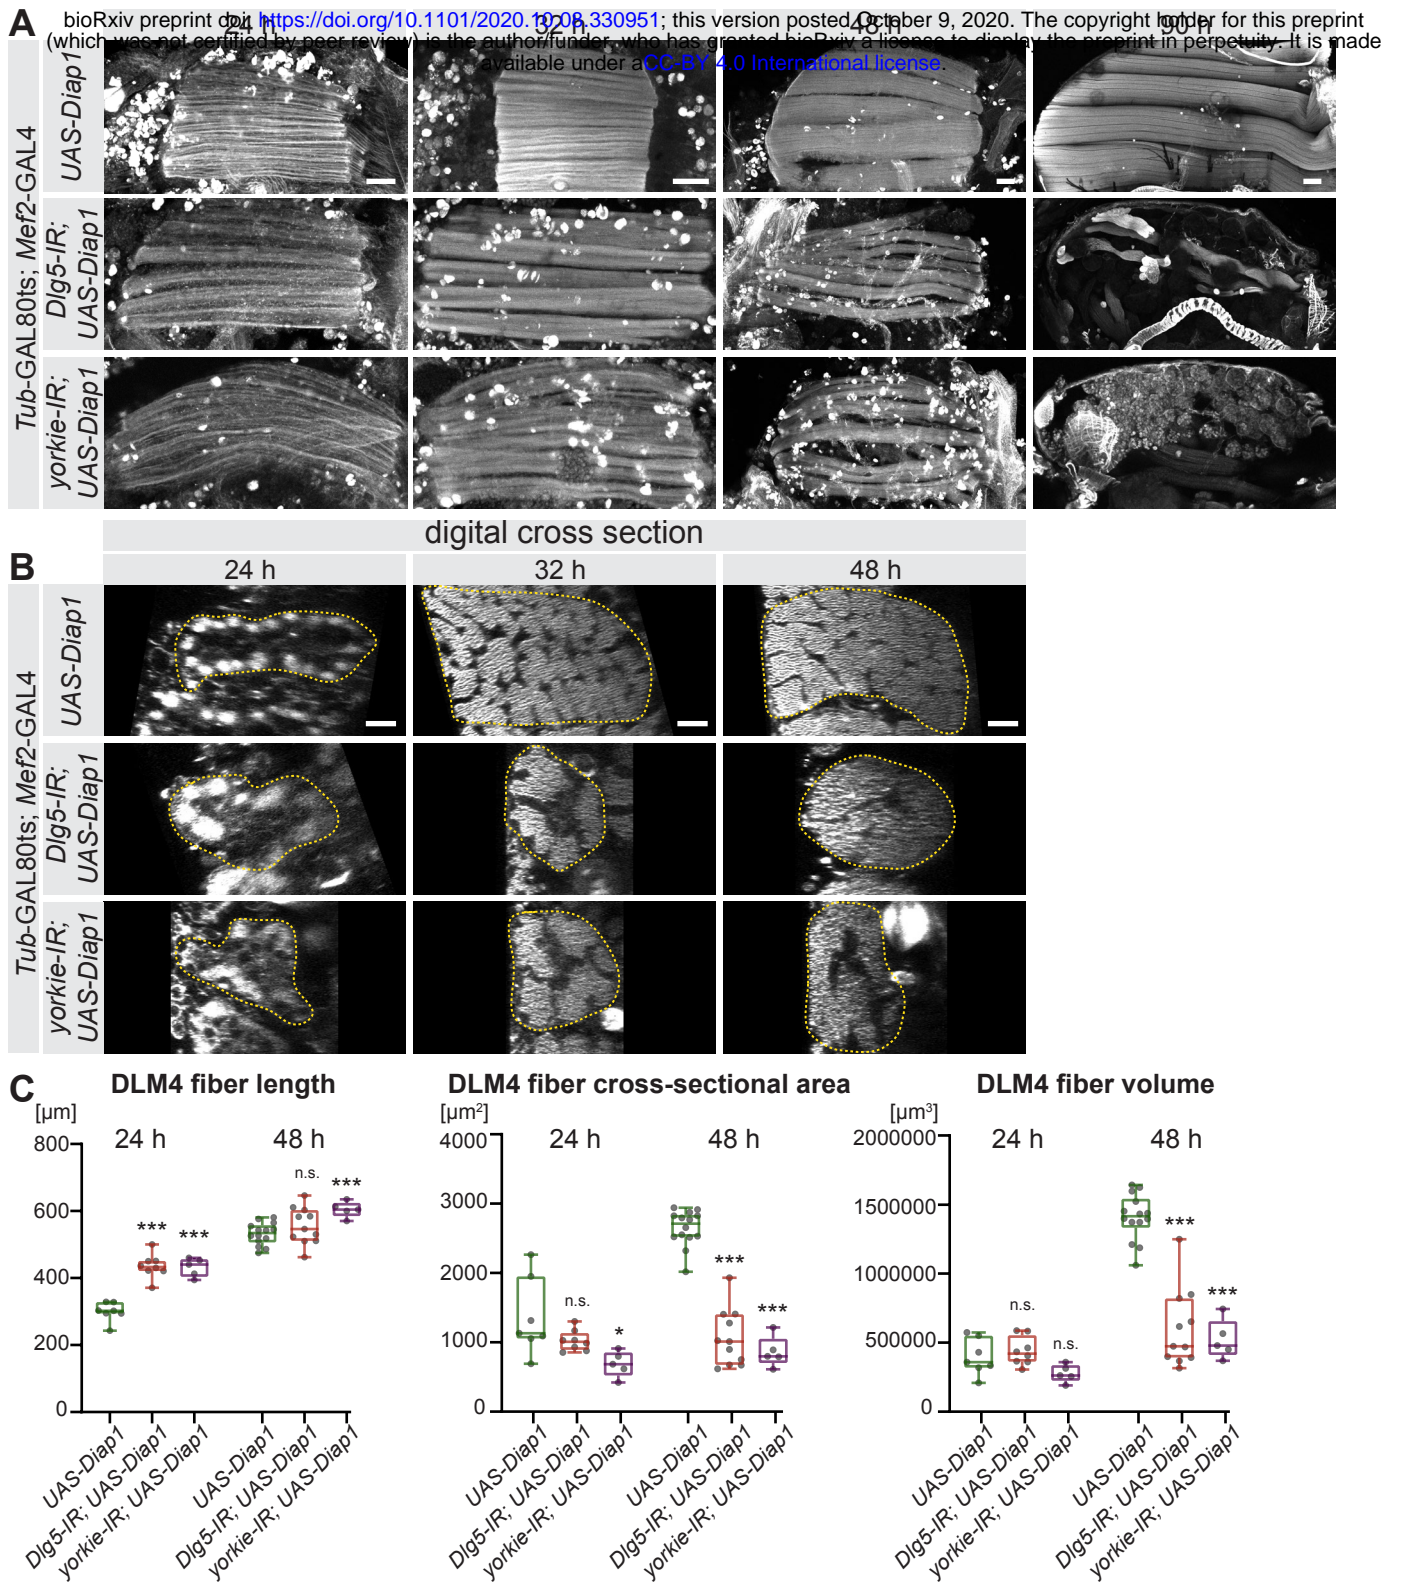 bioRxiv preprint doi: https://doi.org/10.1101/2020.10.08.330951; this version posted October 9, 2020. The copyright holder for this preprint
(which was not certified by peer review) is the author/funder, who has granted bioRxiv a license to display the preprint in perpetuity. It is made
available under aCC-BY 4.0 International license.
A
24 h
32 h
48 h
90 h
Tub-GAL80ts; Mef2-GAL4
UAS-Diap1
Dlg5-IR;
UAS-Diap1
yorkie-IR;
UAS-Diap1
digital cross section
B
24 h
32 h
48 h
Tub-GAL80ts; Mef2-GAL4
UAS-Diap1
Dlg5-IR;
UAS-Diap1
yorkie-IR;
UAS-Diap1
C
DLM4 fiber length
[µm]
24 h
48 h
800
600
400
200
0
***
***
n.s.
***
UAS-Diap1
Dlg5-IR; UAS-Diap1
yorkie-IR; UAS-Diap1
UAS-Diap1
Dlg5-IR; UAS-Diap1
yorkie-IR; UAS-Diap1
DLM4 fiber cross-sectional area
[µm²]
24 h
48 h
4000
3000
2000
1000
0
n.s.
*
***
***
UAS-Diap1
Dlg5-IR; UAS-Diap1
yorkie-IR; UAS-Diap1
UAS-Diap1
Dlg5-IR; UAS-Diap1
yorkie-IR; UAS-Diap1
DLM4 fiber volume
[µm³]
24 h
48 h
2000000
1500000
1000000
500000
0
n.s.
n.s.
***
***
UAS-Diap1
Dlg5-IR; UAS-Diap1
yorkie-IR; UAS-Diap1
UAS-Diap1
Dlg5-IR; UAS-Diap1
yorkie-IR; UAS-Diap1